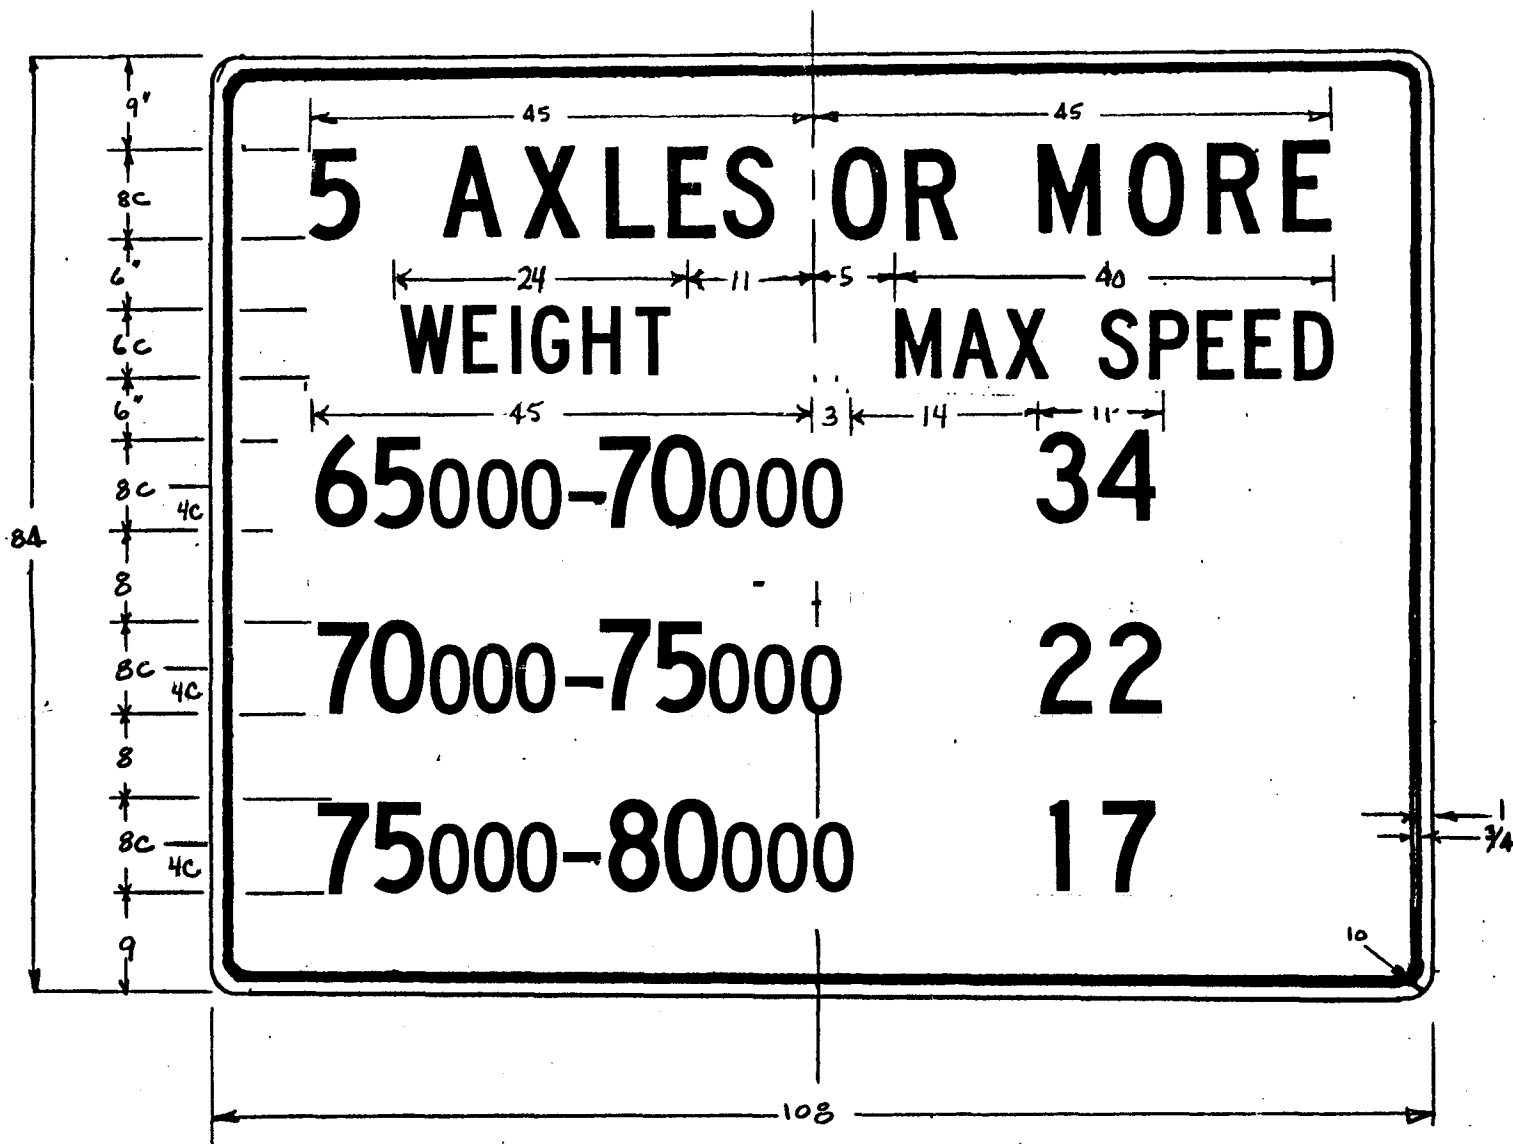 9"
45 45
8C 5 AXLES OR MORE
6" 24 11 5 40
6C WEIGHT MAX SPEED
6" 45 3 14 11
8C 4C 65000-70000 34
84
8
8C 4C 70000-75000 22
8
8C 4C 75000-80000 17
1
3/4
9
10
108